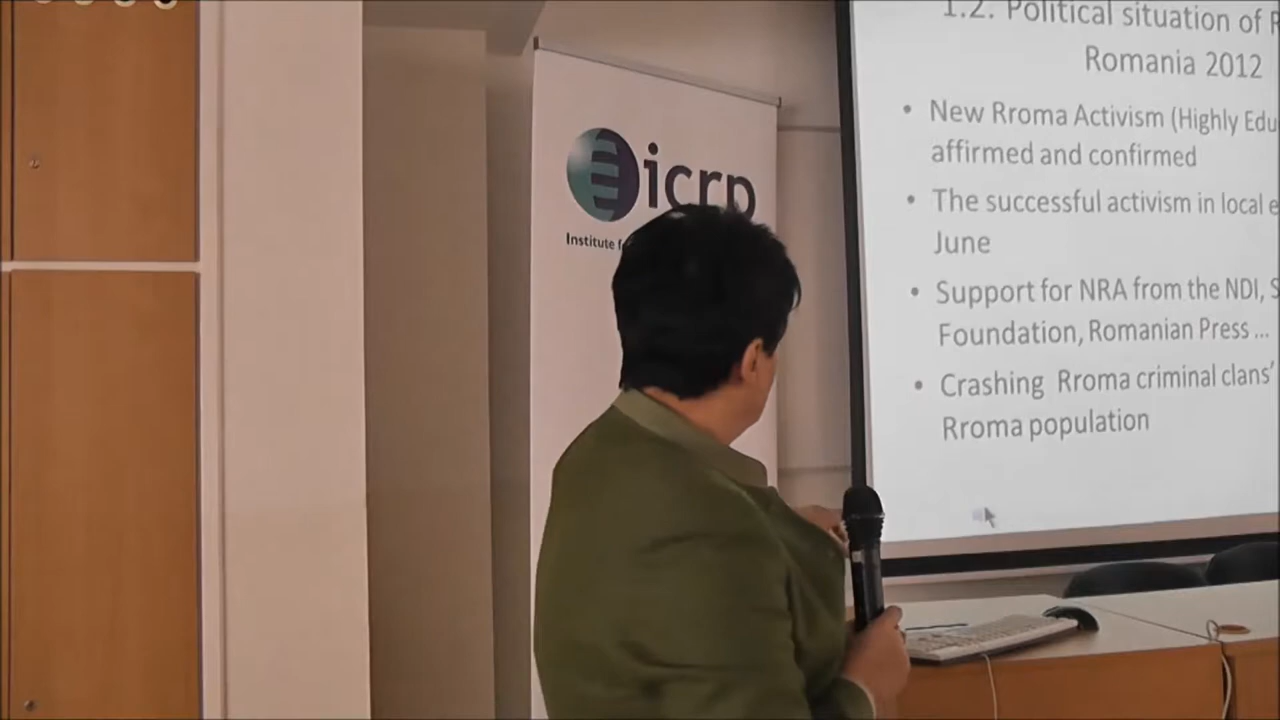 icrp
Institute
1.2. Political situation of
Romania 2012
• New Rroma Activism (Highly
affirmed and confirmed
• The successful activism in local
June
• Support for NRA from the NDI,
Foundation, Romanian Press ...
• Crashing Rroma criminal clans'
Rroma population